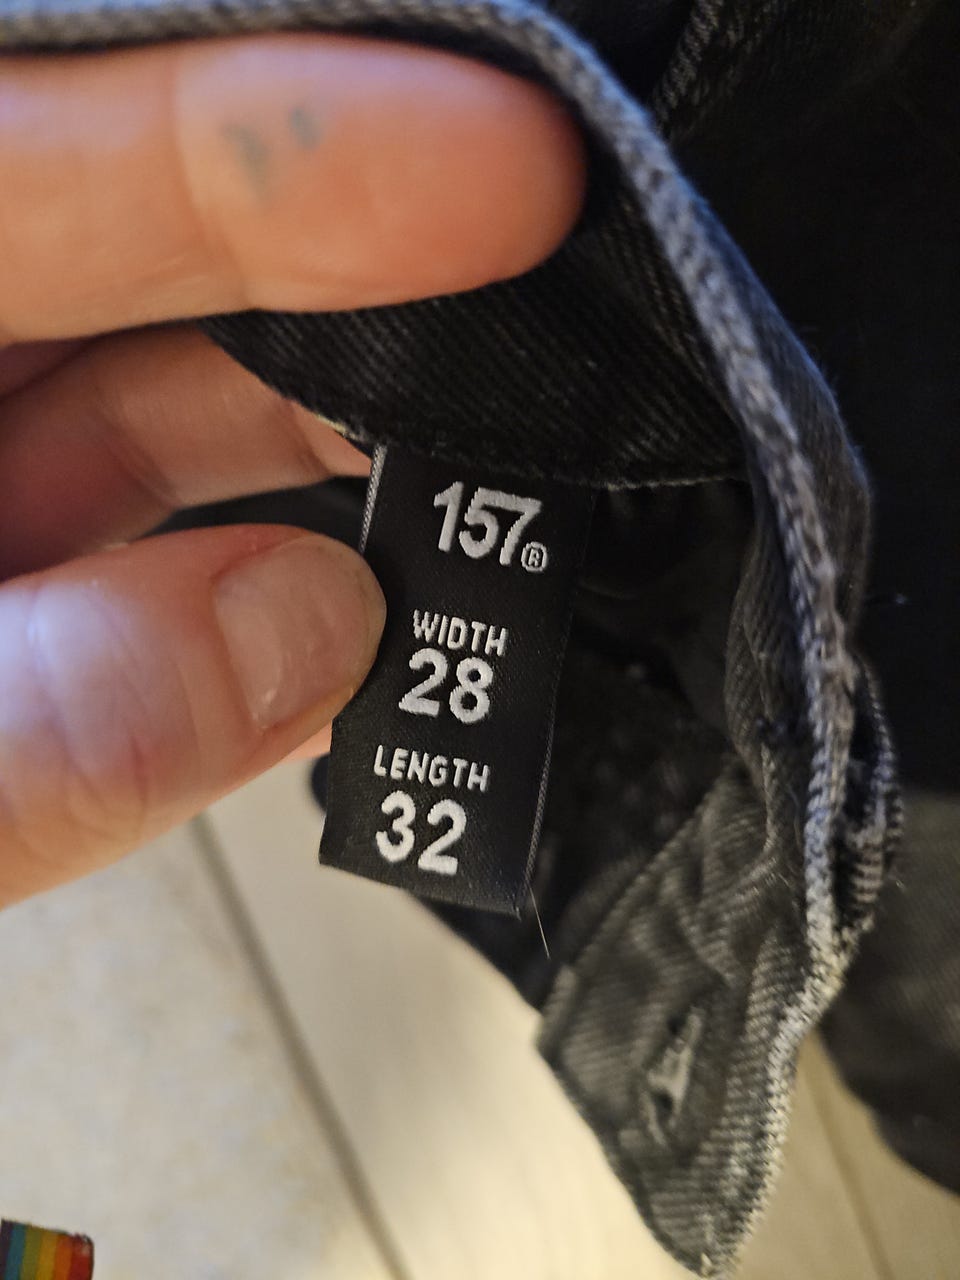 157®
WIDTH
28
LENGTH
32